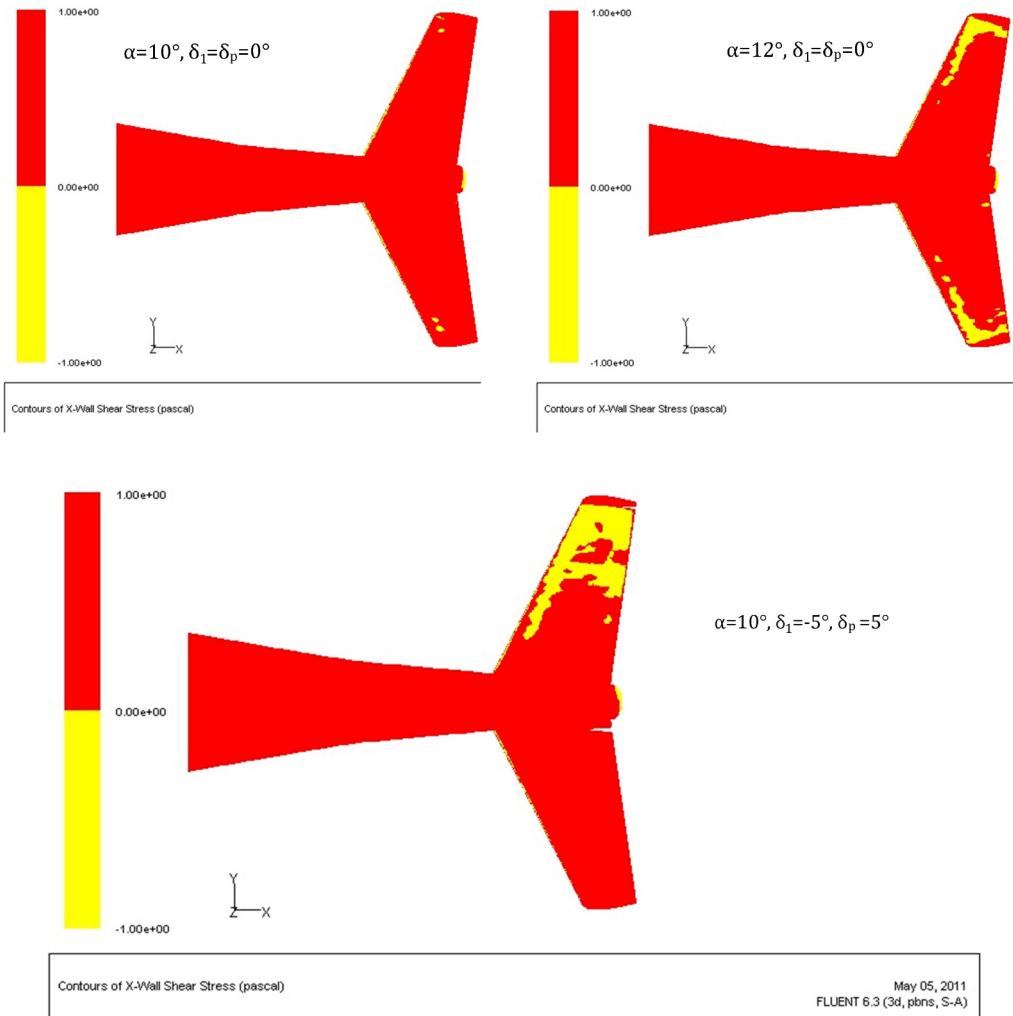 1.00e+00
α=10°, δ₁=δₚ=0°
0.00e+00
Y
Z X
-1.00e+00
Contours of X-Wall Shear Stress (pascal)
1.00e+00
α=12°, δ₁=δₚ=0°
0.00e+00
Y
Z X
-1.00e+00
Contours of X-Wall Shear Stress (pascal)
1.00e+00
α=10°, δ₁=-5°, δₚ=5°
0.00e+00
Y
Z X
-1.00e+00
Contours of X-Wall Shear Stress (pascal)
May 05, 2011
FLUENT 6.3 (3d, pbns, S-A)